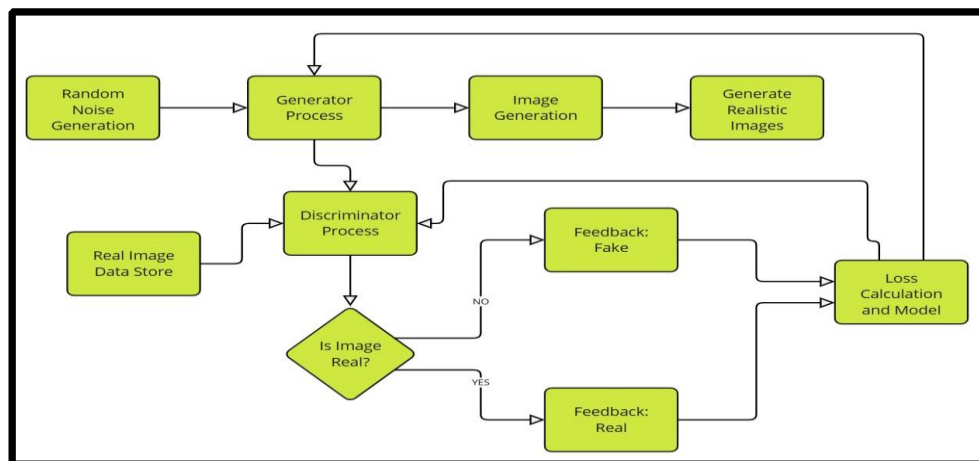 Random
Noise
Generation
Generator
Process
Image
Generation
Generate
Realistic
Images
Discriminator
Process
Real Image
Data Store
Feedback:
Fake
Loss
Calculation
and Model
NO
Is Image
Real?
YES
Feedback:
Real